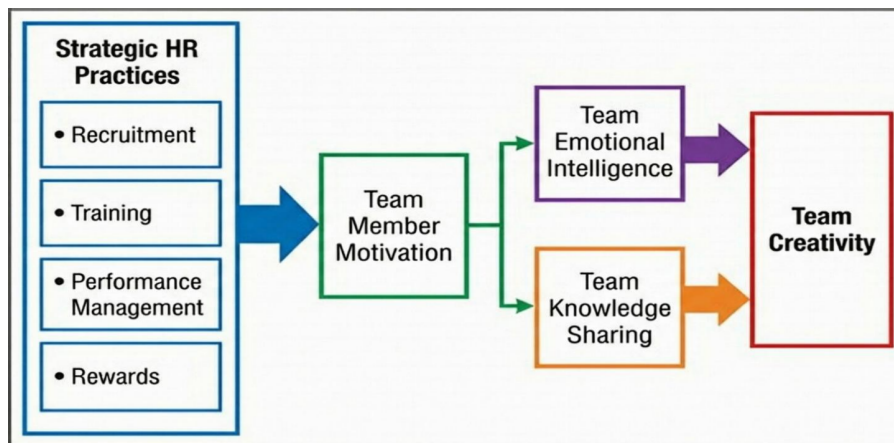 Strategic HR
Practices
• Recruitment
• Training
• Performance
Management
• Rewards
Team
Member
Motivation
Team
Emotional
Intelligence
Team
Knowledge
Sharing
Team
Creativity